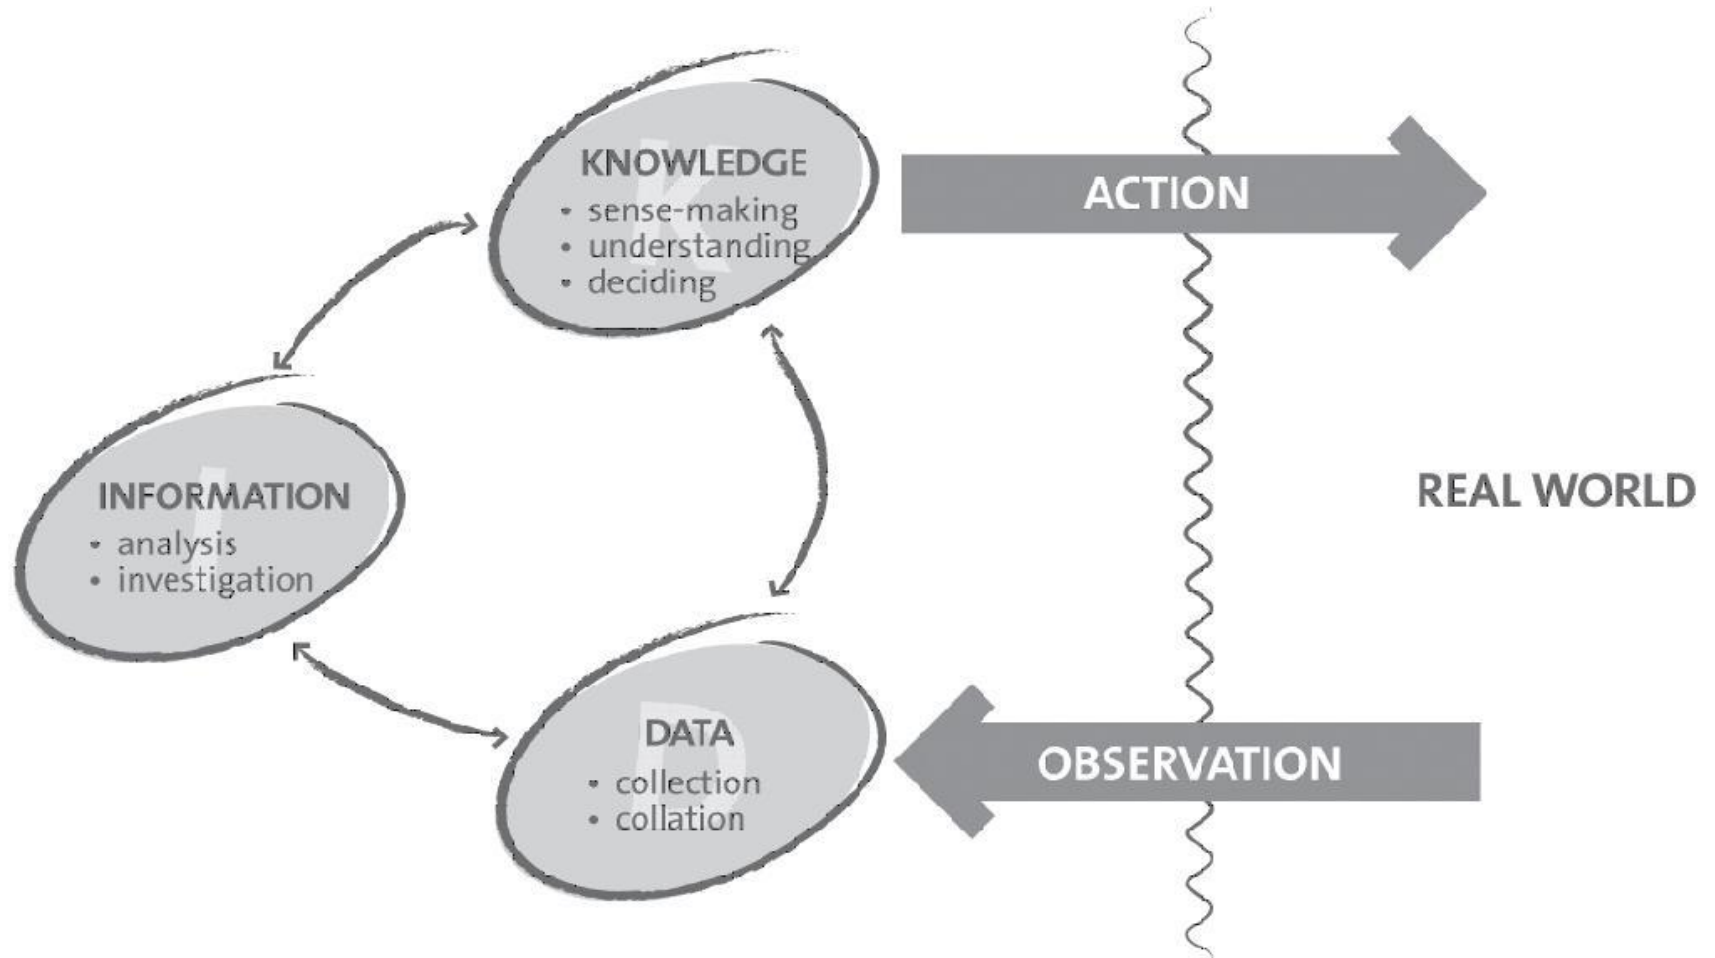 KNOWLEDGE
• sense-making
• understanding
• deciding
ACTION
INFORMATION
• analysis
• investigation
REAL WORLD
DATA
• collection
• collation
OBSERVATION
K
I
D